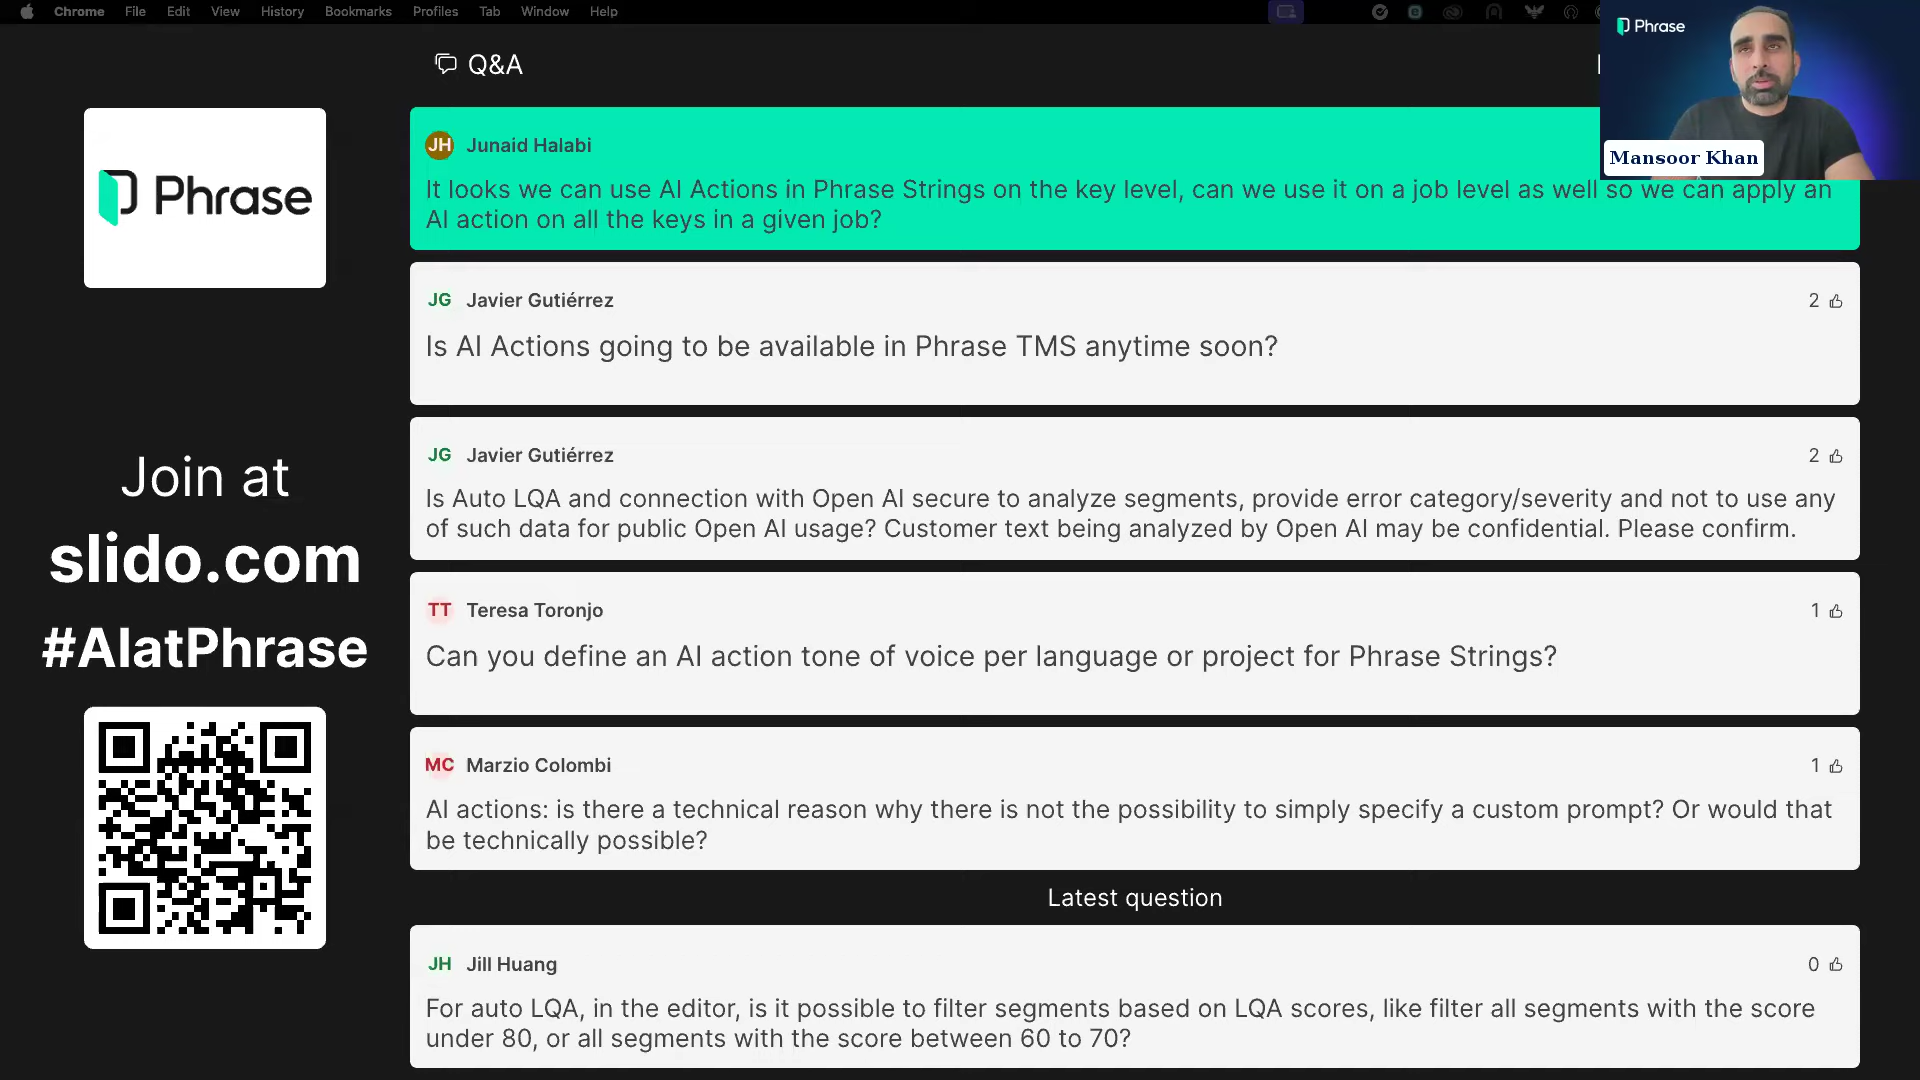 Chrome File Edit View History Bookmarks Profiles Tab Window Help
Phrase
Mansoor Khan
Q&A
Phrase
Join at
slido.com
#AIatPhrase
JH Junaid Halabi
It looks we can use AI Actions in Phrase Strings on the key level, can we use it on a job level as well so we can apply an
AI action on all the keys in a given job?
JG Javier Gutiérrez 2
Is AI Actions going to be available in Phrase TMS anytime soon?
JG Javier Gutiérrez 2
Is Auto LQA and connection with Open AI secure to analyze segments, provide error category/severity and not to use any
of such data for public Open AI usage? Customer text being analyzed by Open AI may be confidential. Please confirm.
TT Teresa Toronjo 1
Can you define an AI action tone of voice per language or project for Phrase Strings?
MC Marzio Colombi 1
AI actions: is there a technical reason why there is not the possibility to simply specify a custom prompt? Or would that
be technically possible?
Latest question
JH Jill Huang 0
For auto LQA, in the editor, is it possible to filter segments based on LQA scores, like filter all segments with the score
under 80, or all segments with the score between 60 to 70?